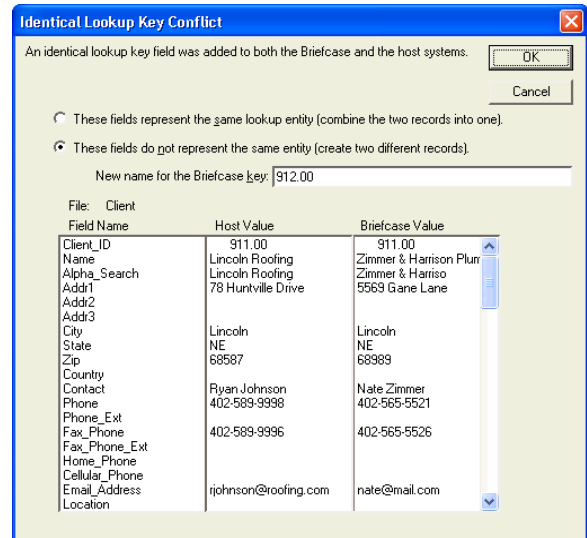 Identical Lookup Key Conflict
An identical lookup key field was added to both the Briefcase and the host systems.
OK
Cancel
These fields represent the same lookup entity (combine the two records into one).
These fields do not represent the same entity (create two different records).
New name for the Briefcase key: 912.00
File: Client
Field Name Host Value Briefcase Value
Client_ID 911.00 911.00
Name Lincoln Roofing Zimmer & Harrison Plum
Alpha_Search Lincoln Roofing Zimmer & Harriso
Addr1 78 Huntville Drive 5569 Gane Lane
Addr2
Addr3
City Lincoln Lincoln
State NE NE
Zip 68587 68989
Country
Contact Ryan Johnson Nate Zimmer
Phone 402-589-9998 402-565-5521
Phone_Ext
Fax_Phone 402-589-9996 402-565-5526
Fax_Phone_Ext
Home_Phone
Cellular_Phone
Email_Address rjohnson@roofing.com nate@mail.com
Location